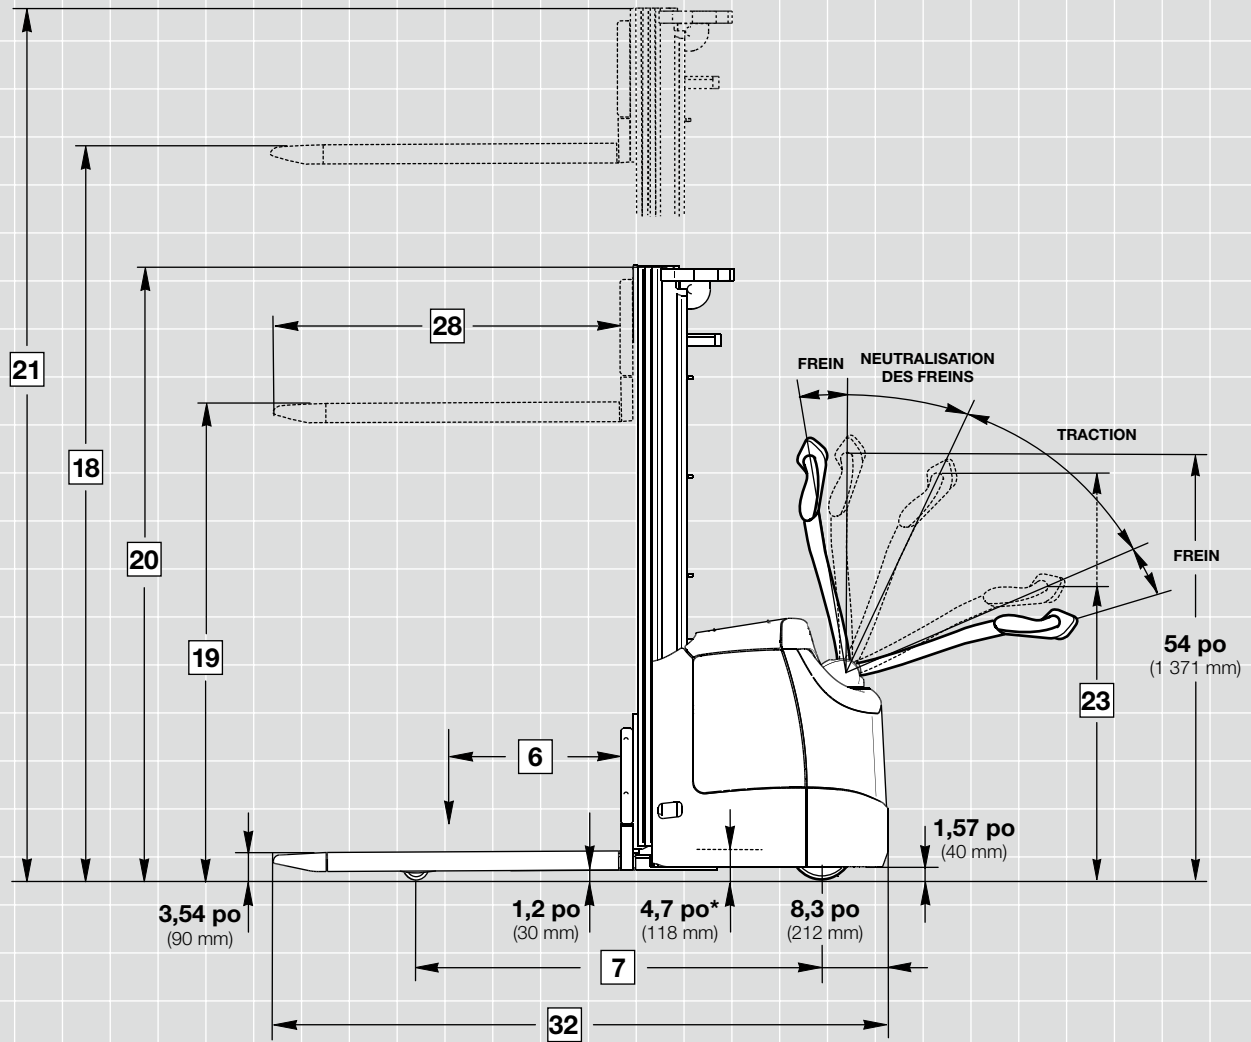 28
21
FREIN
NEUTRALISATION
DES FREINS
TRACTION
18
20
FREIN
19
54 po
(1 371 mm)
23
6
1,57 po
(40 mm)
3,54 po
(90 mm)
1,2 po
(30 mm)
4,7 po*
(118 mm)
8,3 po
(212 mm)
7
32